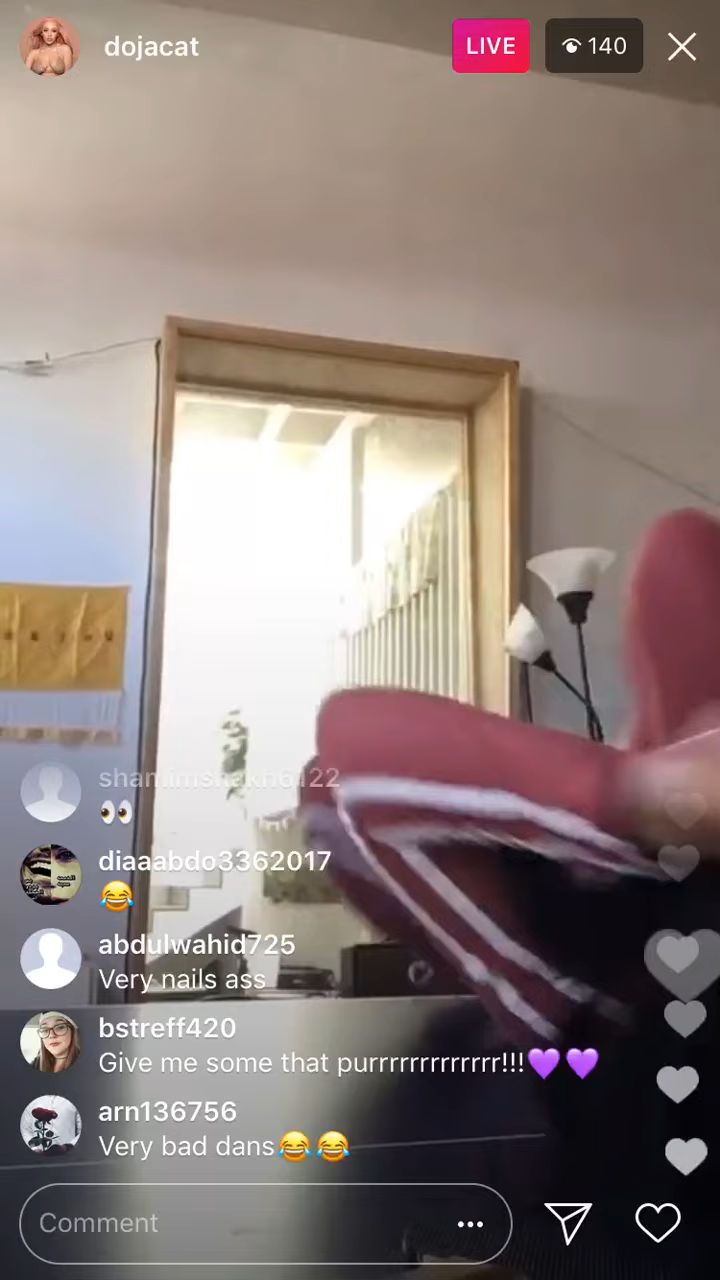 dojacat
LIVE
140
shamimshakh6122
👀
diaaabdo3362017
😂
abdulwahid725
Very nails ass
bstreff420
Give me some that purrrrrrrrrrrrr!!!💜💜
arn136756
Very bad dans😂😂
Comment